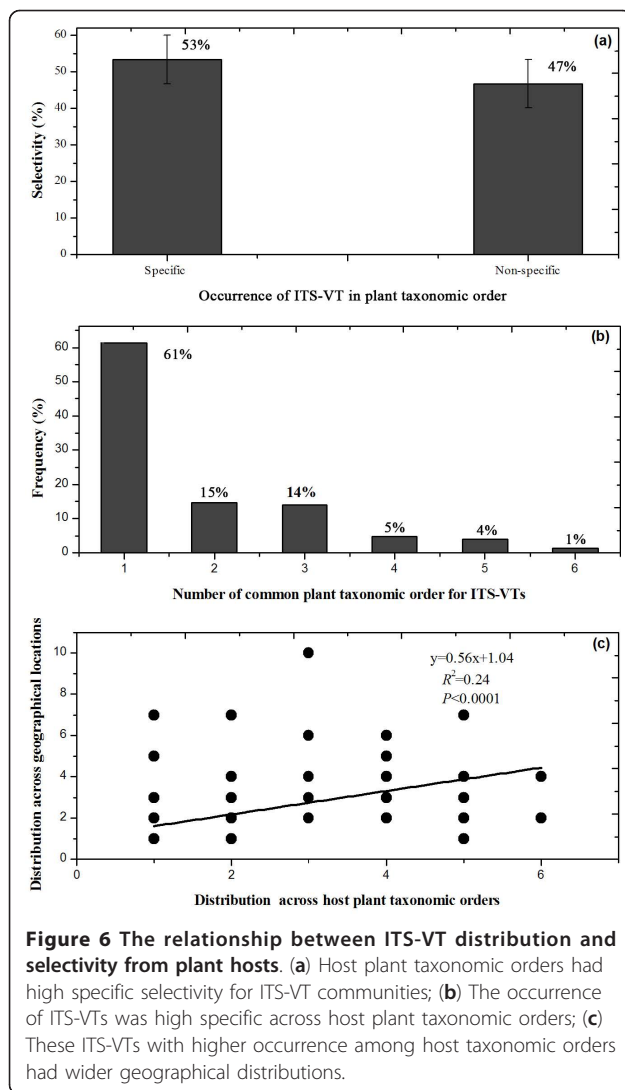 60
50
40
30
20
10
0
Selectivity (%)
53%
47%
(a)
Specific
Non-specific
Occurrence of ITS-VT in plant taxonomic order
60
50
40
30
20
10
0
Frequency (%)
61%
15%
14%
5%
4%
1%
(b)
1 2 3 4 5 6
Number of common plant taxonomic order for ITS-VTs
10
8
6
4
2
0
Distribution across geographical locations
y=0.56x+1.04
R²=0.24
P<0.0001
(c)
0 2 4 6
Distribution across host plant taxonomic orders
Figure 6 The relationship between ITS-VT distribution and
selectivity from plant hosts. (a) Host plant taxonomic orders had
high specific selectivity for ITS-VT communities; (b) The occurrence
of ITS-VTs was high specific across host plant taxonomic orders; (c)
These ITS-VTs with higher occurrence among host taxonomic orders
had wider geographical distributions.